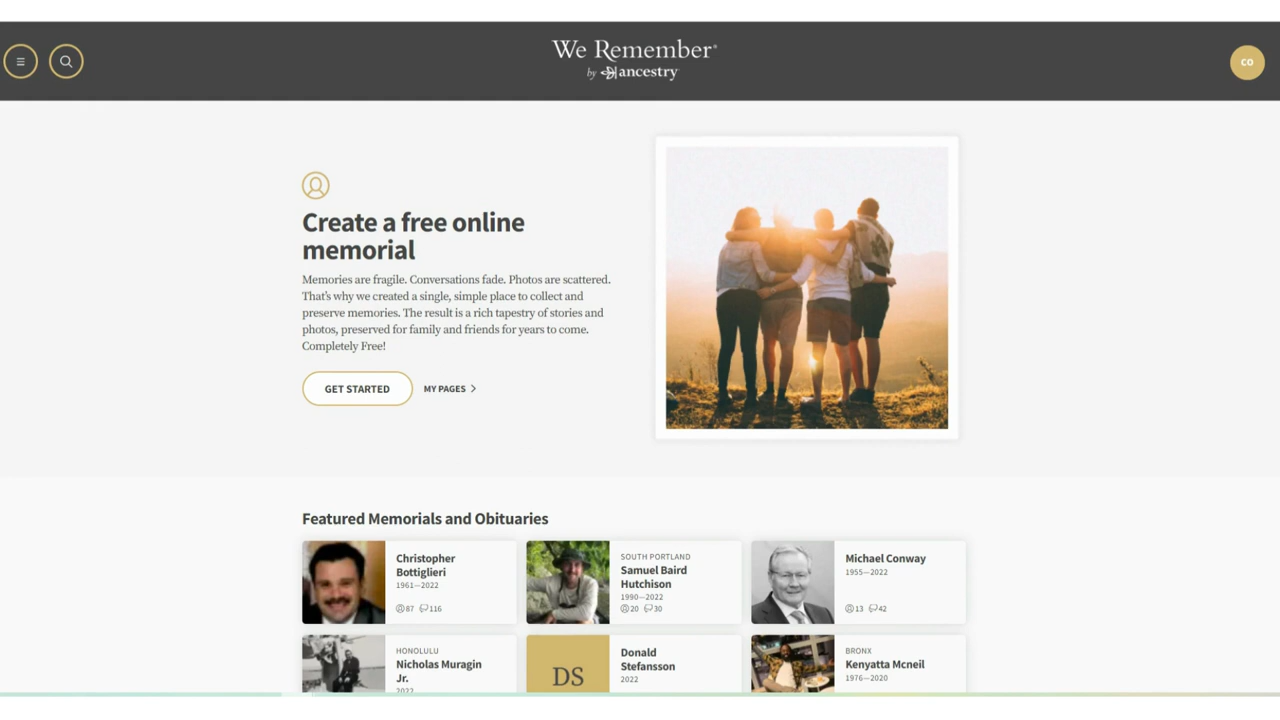 We Remember®
by ancestry
CO
Create a free online
memorial
Memories are fragile. Conversations fade. Photos are scattered.
That's why we created a single, simple place to collect and
preserve memories. The result is a rich tapestry of stories and
photos, preserved for family and friends for years to come.
Completely Free!
GET STARTED
MY PAGES
Featured Memorials and Obituaries
Christopher
Bottiglieri
1961—2022
87 116
SOUTH PORTLAND
Samuel Baird
Hutchison
1990—2022
20 30
Michael Conway
1955—2022
13 42
HONOLULU
Nicholas Muragin
Jr.
2022
DS
Donald
Stefansson
2022
BRONX
Kenyatta Mcneil
1976—2020